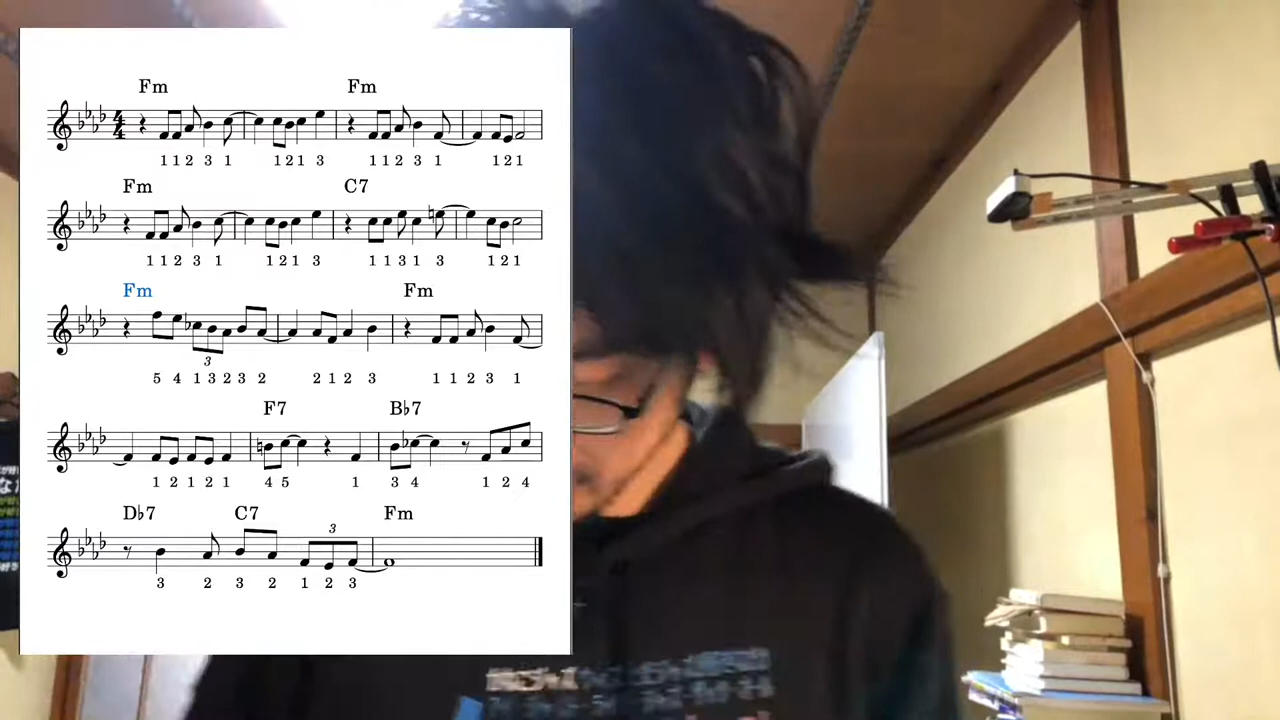 Fm Fm
4
4
1 1 2 3 1 1 2 1 3 1 1 2 3 1 1 2 1
Fm C7
1 1 2 3 1 1 2 1 3 1 1 3 1 3 1 2 1
Fm Fm
3
5 4 1 3 2 3 2 2 1 2 3 1 1 2 3 1
F7 B♭7
1 2 1 2 1 4 5 1 3 4 1 2 4
D♭7 C7 Fm
3
3 2 3 2 1 2 3